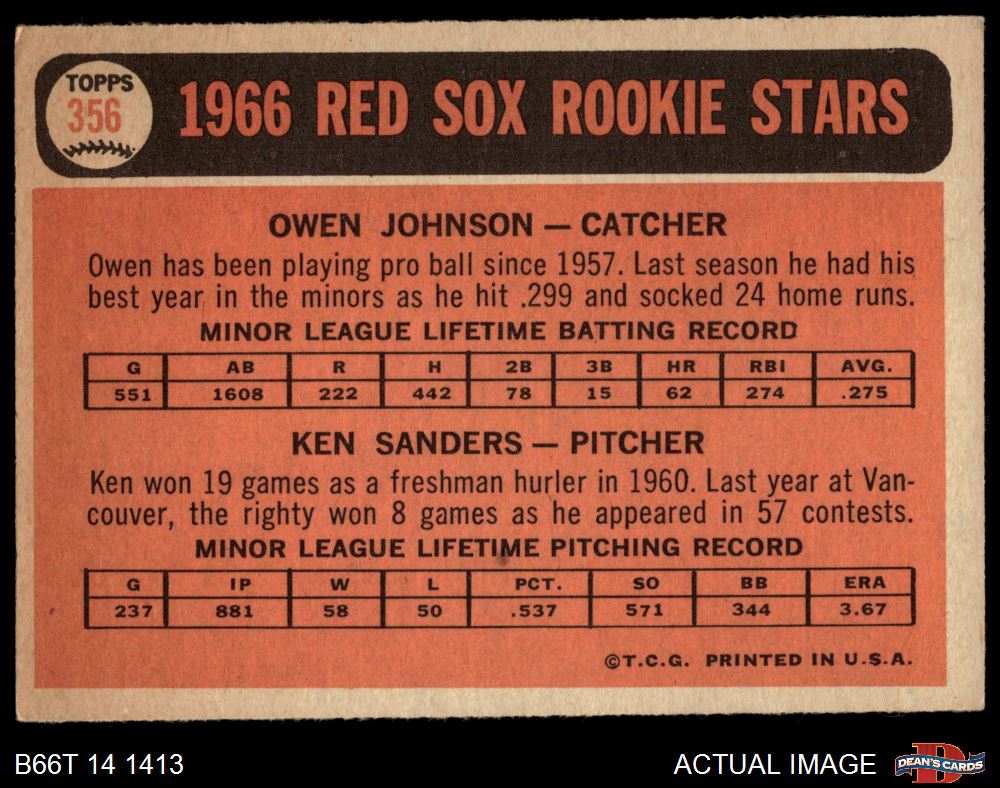 TOPPS
356
1966 RED SOX ROOKIE STARS
OWEN JOHNSON — CATCHER
Owen has been playing pro ball since 1957. Last season he had his
best year in the minors as he hit .299 and socked 24 home runs.
MINOR LEAGUE LIFETIME BATTING RECORD
G AB R H 2B 3B HR RBI AVG.
551 1608 222 442 78 15 62 274 .275
KEN SANDERS — PITCHER
Ken won 19 games as a freshman hurler in 1960. Last year at Van-
couver, the righty won 8 games as he appeared in 57 contests.
MINOR LEAGUE LIFETIME PITCHING RECORD
G IP W L PCT. SO BB ERA
237 881 58 50 .537 571 344 3.67
©T.C.G. PRINTED IN U.S.A.
B66T 14 1413
ACTUAL IMAGE
DEAN'S CARDS